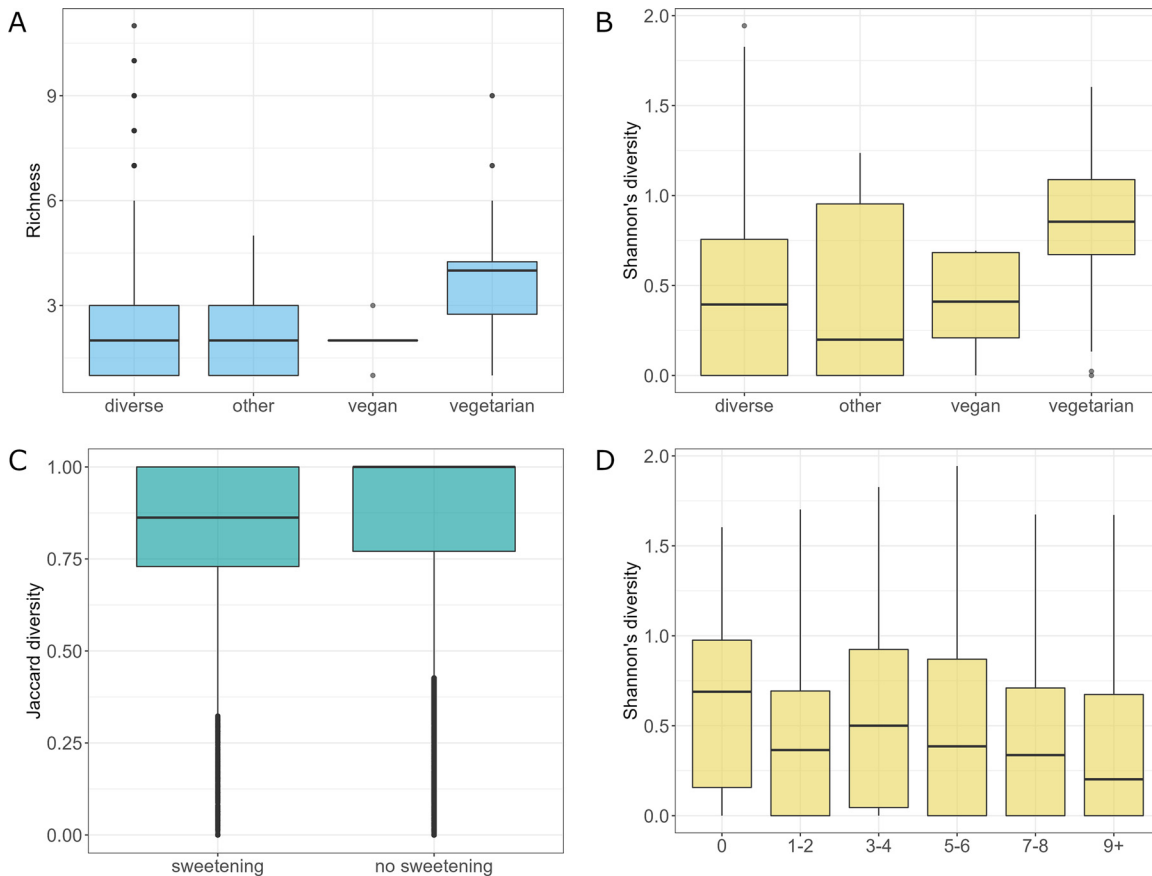 A
Richness
9
6
3
diverse other vegan vegetarian
B
Shannon's diversity
2.0
1.5
1.0
0.5
0.0
diverse other vegan vegetarian
C
Jaccard diversity
1.00
0.75
0.50
0.25
0.00
sweetening no sweetening
D
Shannon's diversity
2.0
1.5
1.0
0.5
0.0
0 1-2 3-4 5-6 7-8 9+